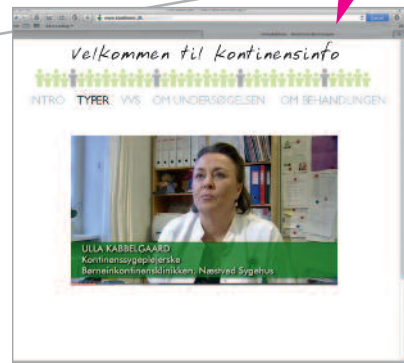 Velkommen til kontinensinfo
INTRO TYPER VVS OM UNDERSØGELSEN OM BEHANDLINGEN
ULLA KABBELGAARD
Kontinenssygeplejerske
Børneinkontinensklinikken, Næstved Sygehus